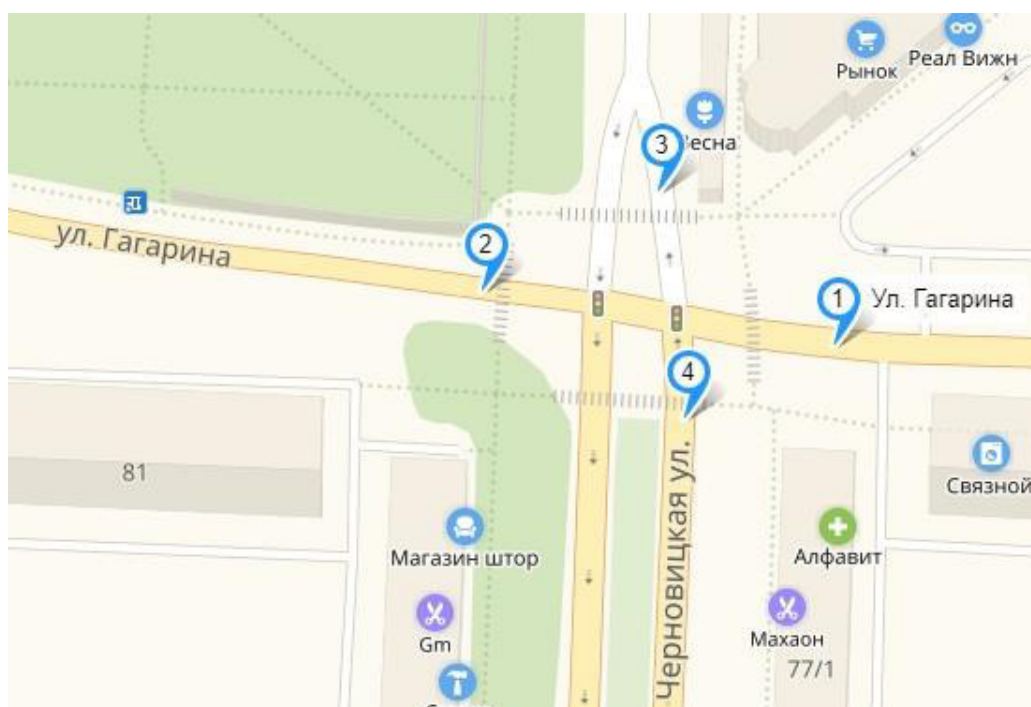 Рынок
Реал Вижн
3
Весна
ул. Гагарина
2
1
Ул. Гагарина
4
81
Черновицкая ул.
Связной
Магазин штор
Алфавит
Gm
Махаон
77/1